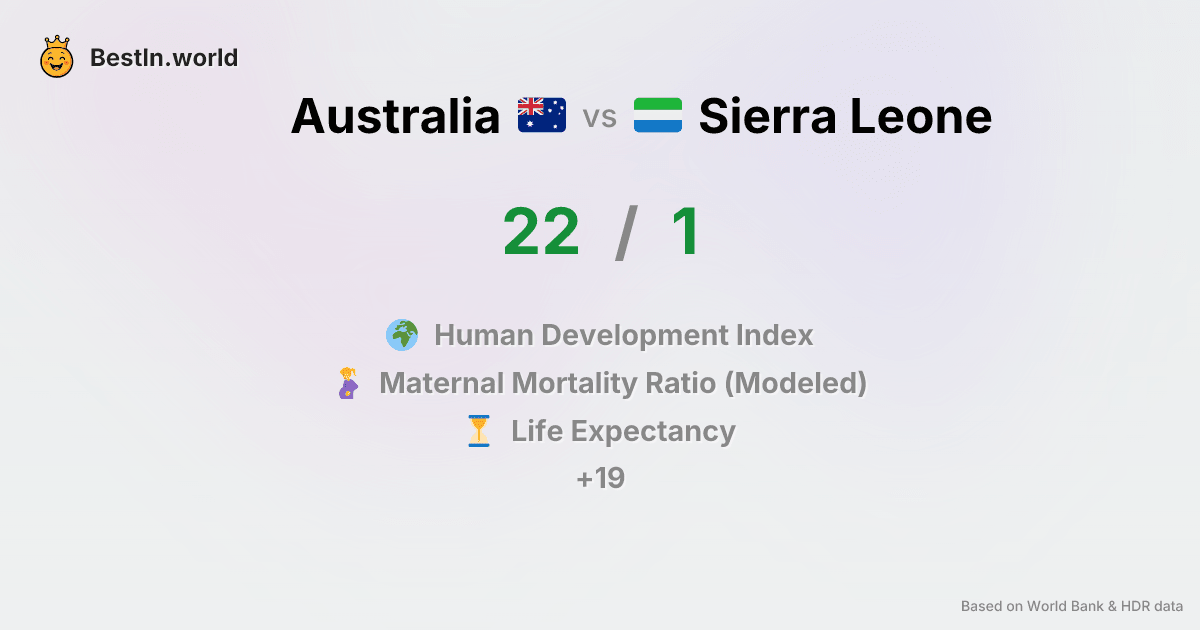 BestIn.world
Australia vs Sierra Leone
22 / 1
Human Development Index
Maternal Mortality Ratio (Modeled)
Life Expectancy
+19
Based on World Bank & HDR data